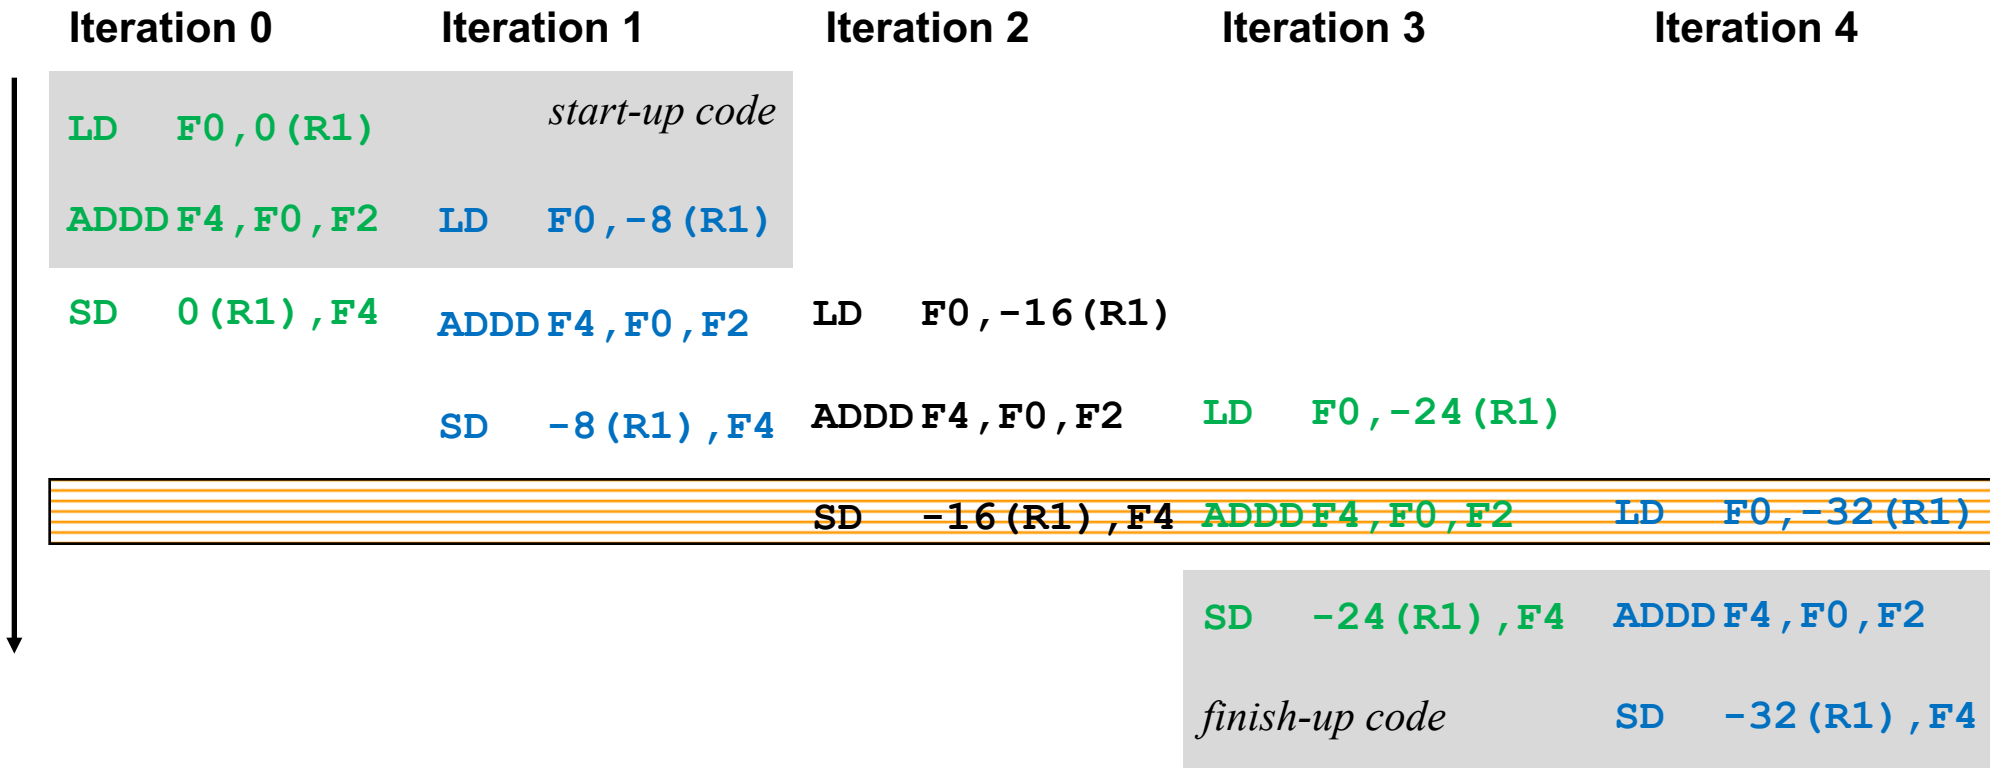 Iteration 0 Iteration 1 Iteration 2 Iteration 3 Iteration 4
start-up code
LD F0,0(R1)
ADDD F4,F0,F2 LD F0,-8(R1)
SD 0(R1),F4 ADDD F4,F0,F2 LD F0,-16(R1)
SD -8(R1),F4 ADDD F4,F0,F2 LD F0,-24(R1)
SD -16(R1),F4 ADDD F4,F0,F2 LD F0,-32(R1)
SD -24(R1),F4 ADDD F4,F0,F2
finish-up code SD -32(R1),F4